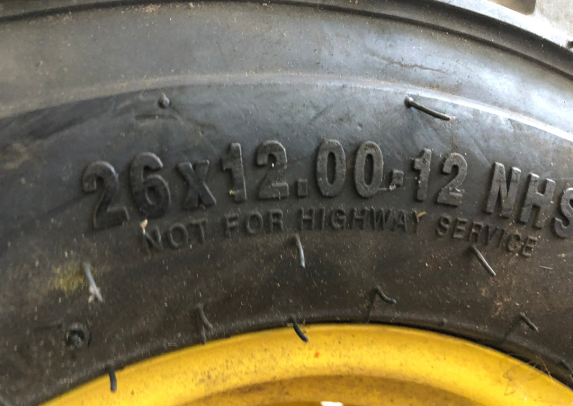 26x12.00-12 NHS
NOT FOR HIGHWAY SERVICE